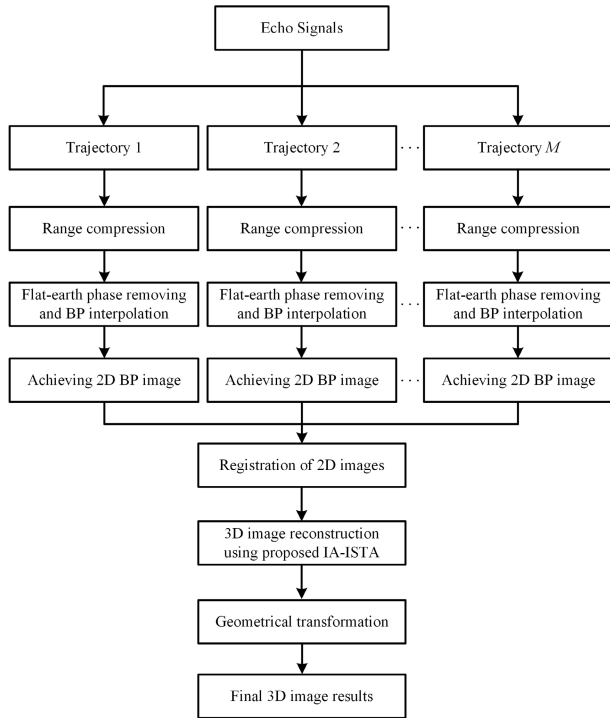 Echo Signals
Trajectory 1
Trajectory 2
· · ·
Trajectory M
Range compression
Range compression
· · ·
Range compression
Flat-earth phase removing
and BP interpolation
Flat-earth phase removing
and BP interpolation
· · ·
Flat-earth phase removing
and BP interpolation
Achieving 2D BP image
Achieving 2D BP image
· · ·
Achieving 2D BP image
Registration of 2D images
3D image reconstruction
using proposed IA-ISTA
Geometrical transformation
Final 3D image results